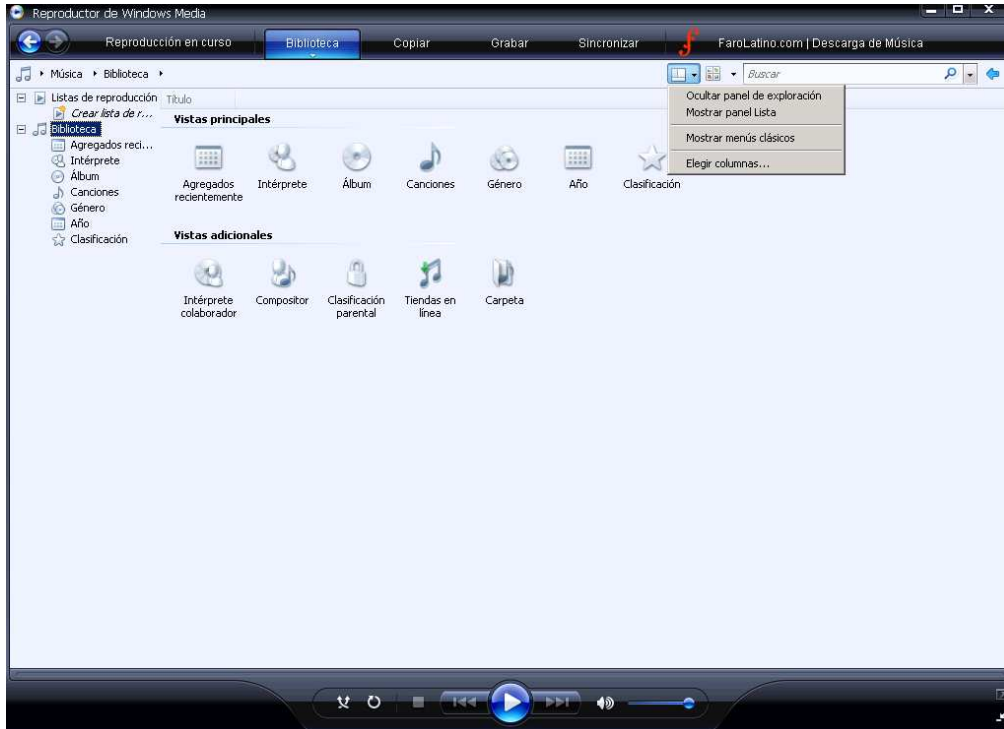 Reproductor de Windows Media
Reproducción en curso Biblioteca Copiar Grabar Sincronizar FaroLatino.com | Descarga de Música
Música Biblioteca
Buscar
Ocultar panel de exploración
Mostrar panel Lista
Mostrar menús clásicos
Elegir columnas...
Listas de reproducción
Crear lista de r...
Biblioteca
Agregados reci...
Intérprete
Álbum
Canciones
Género
Año
Clasificación
Título
Vistas principales
Agregados recientemente
Intérprete
Álbum
Canciones
Género
Año
Clasificación
Vistas adicionales
Intérprete colaborador
Compositor
Clasificación parental
Tiendas en línea
Carpeta